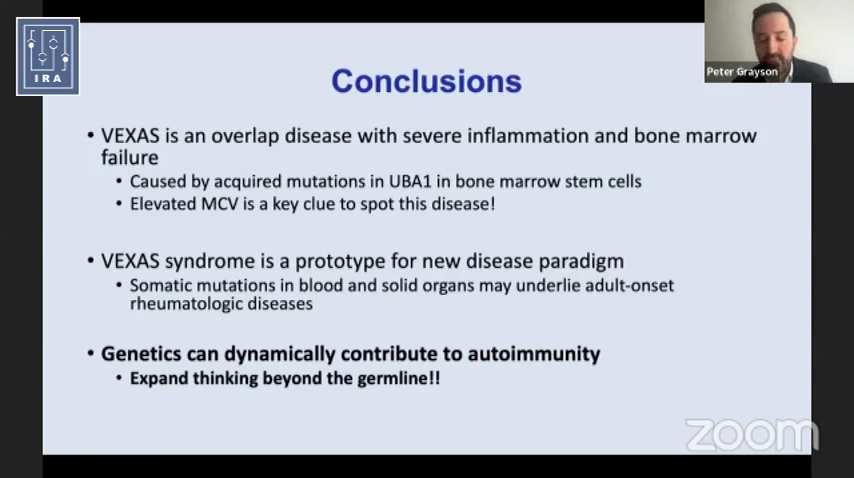 IRA
Peter Grayson
Conclusions
• VEXAS is an overlap disease with severe inflammation and bone marrow
failure
• Caused by acquired mutations in UBA1 in bone marrow stem cells
• Elevated MCV is a key clue to spot this disease!
• VEXAS syndrome is a prototype for new disease paradigm
• Somatic mutations in blood and solid organs may underlie adult-onset
rheumatologic diseases
• Genetics can dynamically contribute to autoimmunity
• Expand thinking beyond the germline!!
zoom